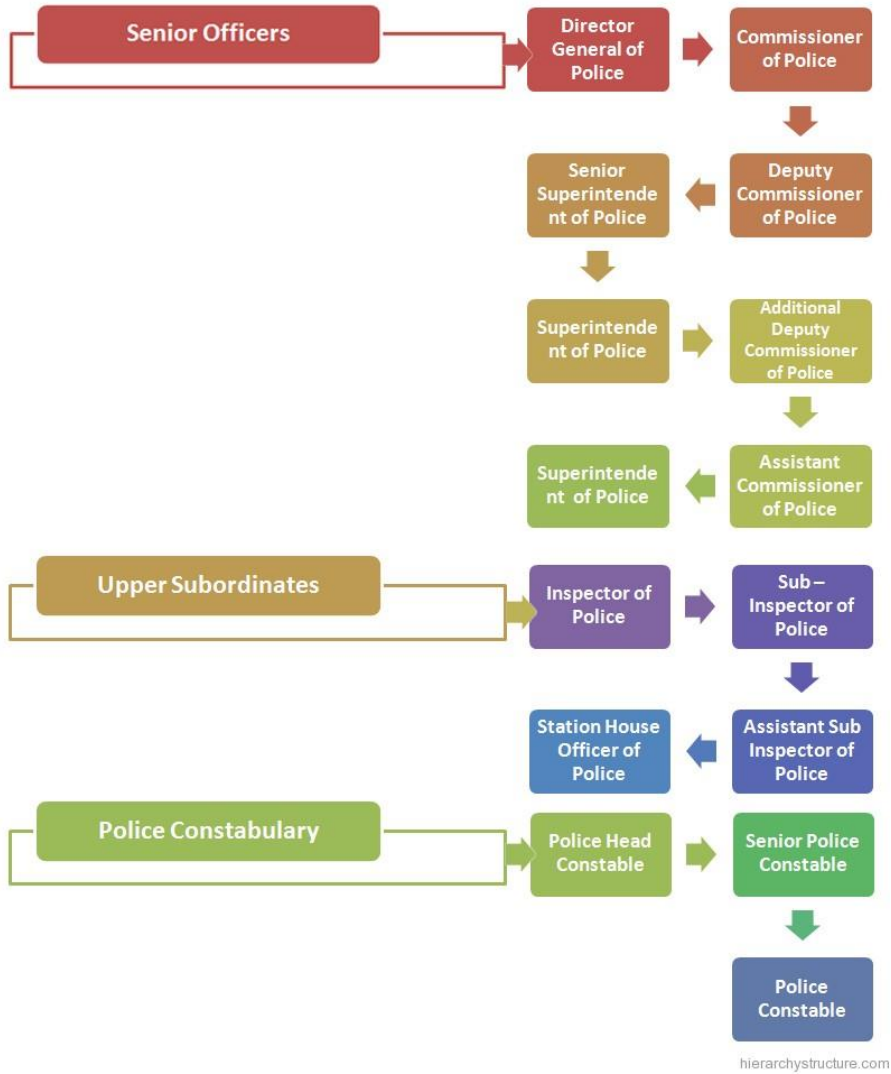 Senior Officers
Director
General of
Police
Commissioner
of Police
Senior
Superintende
nt of Police
Deputy
Commissioner
of Police
Superintende
nt of Police
Additional
Deputy
Commissioner
of Police
Superintende
nt of Police
Assistant
Commissioner
of Police
Upper Subordinates
Inspector of
Police
Sub –
Inspector of
Police
Station House
Officer of
Police
Assistant Sub
Inspector of
Police
Police Constabulary
Police Head
Constable
Senior Police
Constable
Police
Constable
hierarchystructure.com